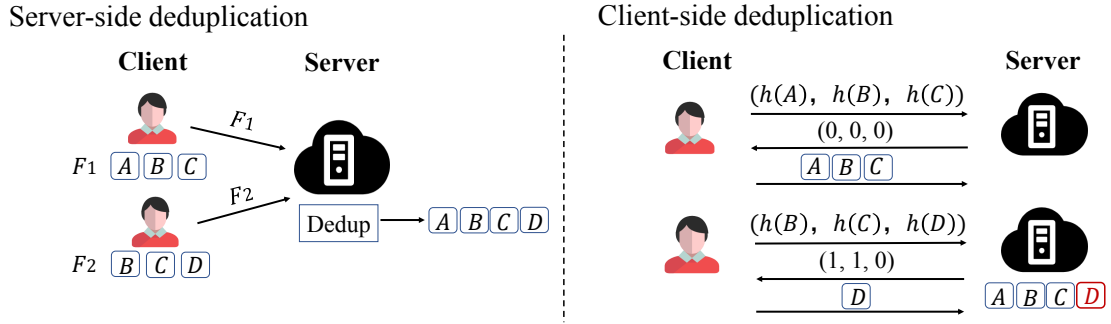 Server-side deduplication
Client Server
F1
F1 A B C
F2
Dedup A B C D
F2 B C D
Client-side deduplication
Client Server
(h(A), h(B), h(C))
(0, 0, 0)
A B C
(h(B), h(C), h(D))
(1, 1, 0)
D
A B C D